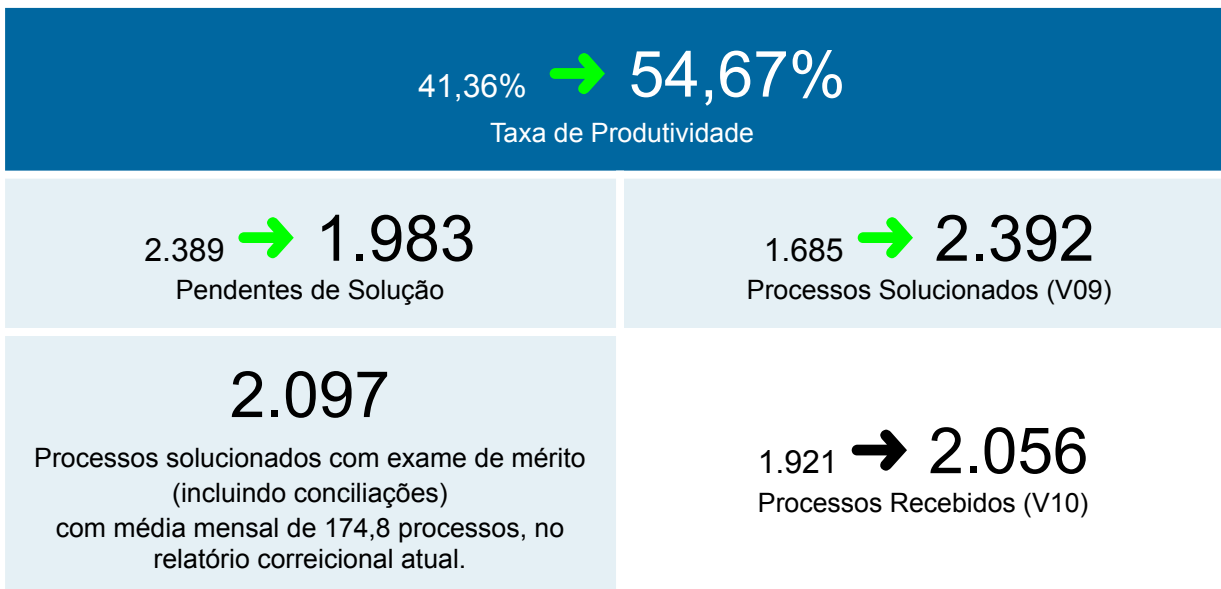 41,36% ➜ 54,67%
Taxa de Produtividade
2.389 ➜ 1.983
Pendentes de Solução
1.685 ➜ 2.392
Processos Solucionados (V09)
2.097
Processos solucionados com exame de mérito
(incluindo conciliações)
com média mensal de 174,8 processos, no
relatório correicional atual.
1.921 ➜ 2.056
Processos Recebidos (V10)